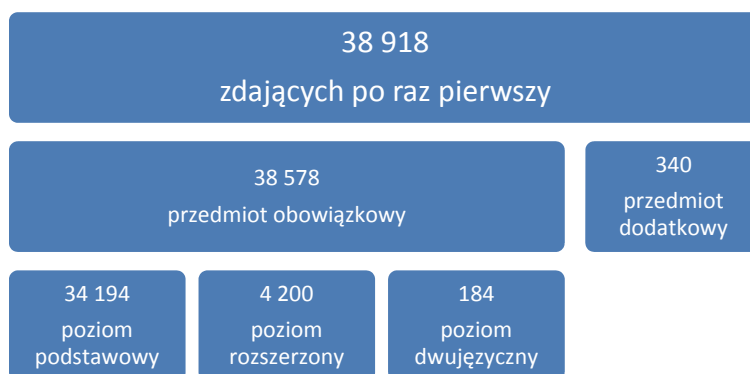 38 918
zdających po raz pierwszy
38 578
przedmiot obowiązkowy
340
przedmiot
dodatkowy
34 194
poziom
podstawowy
4 200
poziom
rozszerzony
184
poziom
dwujęzyczny